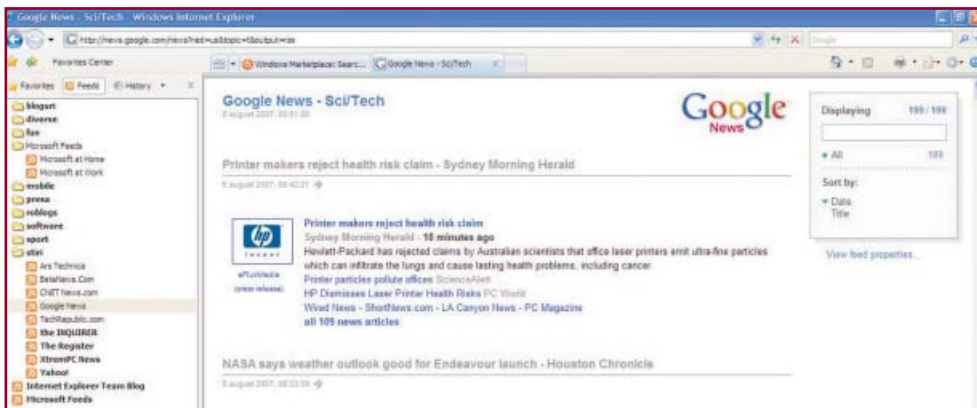 Google News - Sci/Tech - Windows Internet Explorer
Favorites Center
Windows Marketplace: Searc...
Google News - Sci/Tech
Favorites
Feeds
History
bloguri
diverse
fun
Microsoft Feeds
Microsoft at Home
Microsoft at Work
mobile
presa
roblogs
software
sport
stiri
Ars Technica
BetaNews.Com
CNET News.com
Google News
TechRepublic.com
the INQUIRER
The Register
XtremPC News
Yahoo!
Internet Explorer Team Blog
Microsoft Feeds
Google News - Sci/Tech
Google
News
Printer makers reject health risk claim - Sydney Morning Herald
hp
invent
(press release)
Printer makers reject health risk claim
Sydney Morning Herald - 18 minutes ago
Hewlett-Packard has rejected claims by Australian scientists that office laser printers emit ultra-fine particles
which can infiltrate the lungs and cause lasting health problems, including cancer.
Printer particles pollute offices ScienceAlert
HP Dismisses Laser Printer Health Risks PC World
Wired News - ShortNews.com - LA Canyon News - PC Magazine
all 109 news articles
NASA says weather outlook good for Endeavour launch - Houston Chronicle
Displaying 199 / 199
All 199
Sort by:
Date
Title
View feed properties...